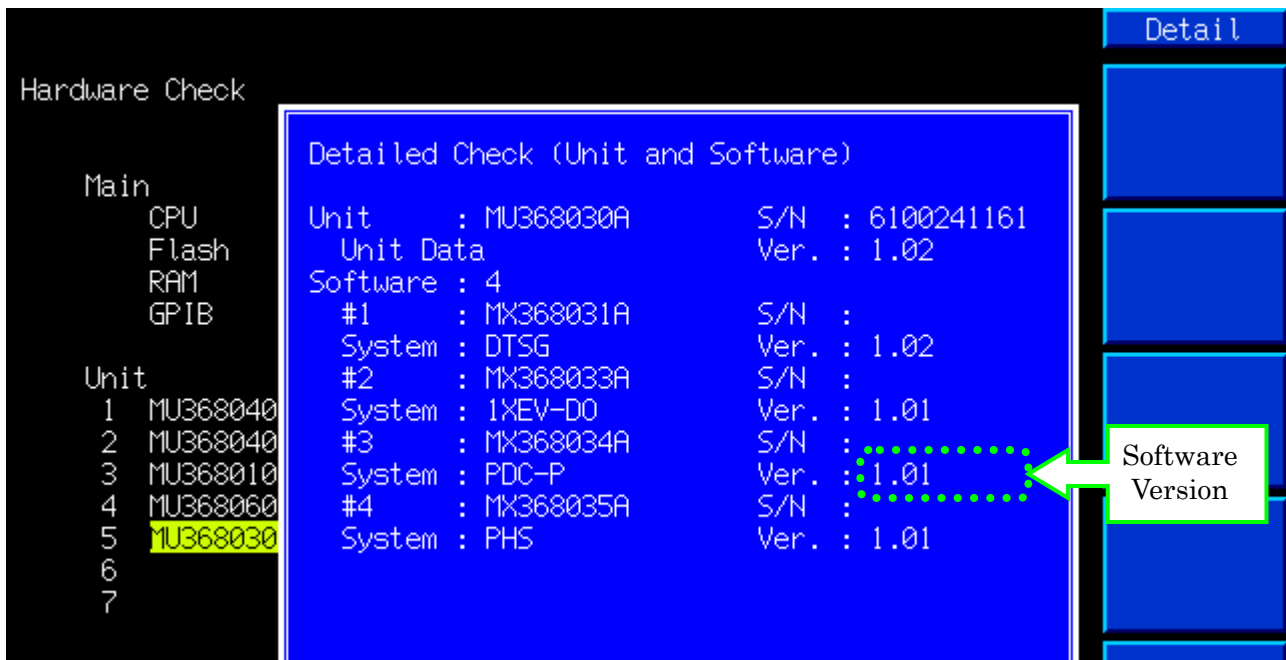 Detail
Hardware Check
Main
CPU
Flash
RAM
GPIB
Unit
1 MU368040
2 MU368040
3 MU368010
4 MU368060
5 MU368030
6
7
Detailed Check (Unit and Software)
Unit : MU368030A S/N : 6100241161
Unit Data Ver. : 1.02
Software : 4
#1 : MX368031A S/N :
System : DTSG Ver. : 1.02
#2 : MX368033A S/N :
System : 1XEV-DO Ver. : 1.01
#3 : MX368034A S/N :
System : PDC-P Ver. : 1.01
#4 : MX368035A S/N :
System : PHS Ver. : 1.01
Software
Version